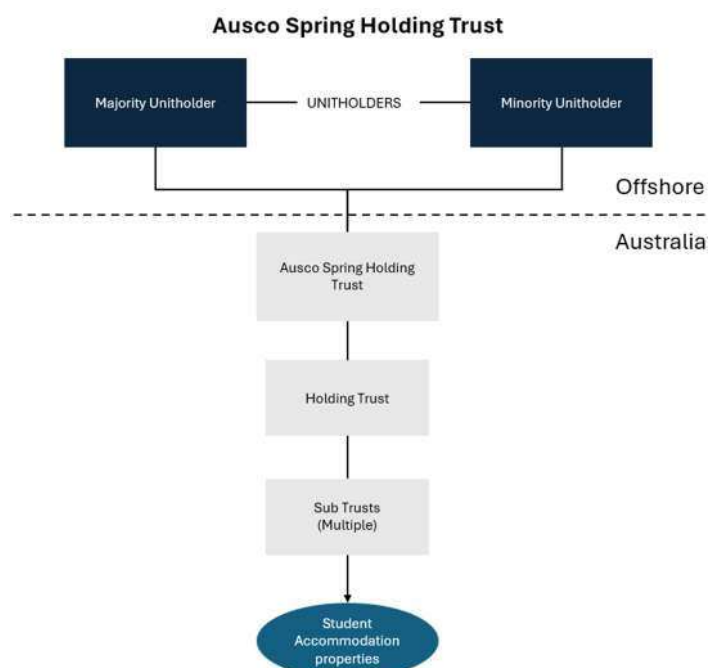 Ausco Spring Holding Trust
Majority Unitholder
UNITHOLDERS
Minority Unitholder
Offshore
Australia
Ausco Spring Holding
Trust
Holding Trust
Sub Trusts
(Multiple)
Student
Accommodation
properties